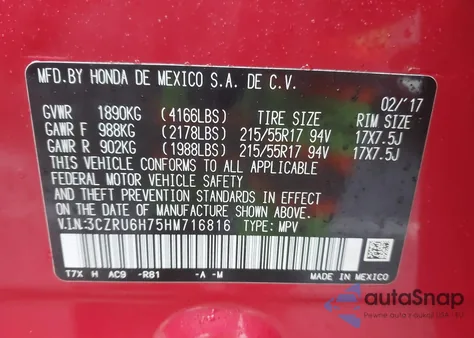 MFD.BY HONDA DE MEXICO S.A. DE C.V.
02/'17
GVWR 1890KG (4166LBS) TIRE SIZE RIM SIZE
GAWR F 988KG (2178LBS) 215/55R17 94V 17X7.5J
GAWR R 902KG (1988LBS) 215/55R17 94V 17X7.5J
THIS VEHICLE CONFORMS TO ALL APPLICABLE
FEDERAL MOTOR VEHICLE SAFETY
AND THEFT PREVENTION STANDARDS IN EFFECT
ON THE DATE OF MANUFACTURE SHOWN ABOVE.
V.I.N:3CZRU6H75HM716816 TYPE: MPV
T7X H AC9 -R81 -A -M
MADE IN MEXICO
autoSnap
Pewne auta z